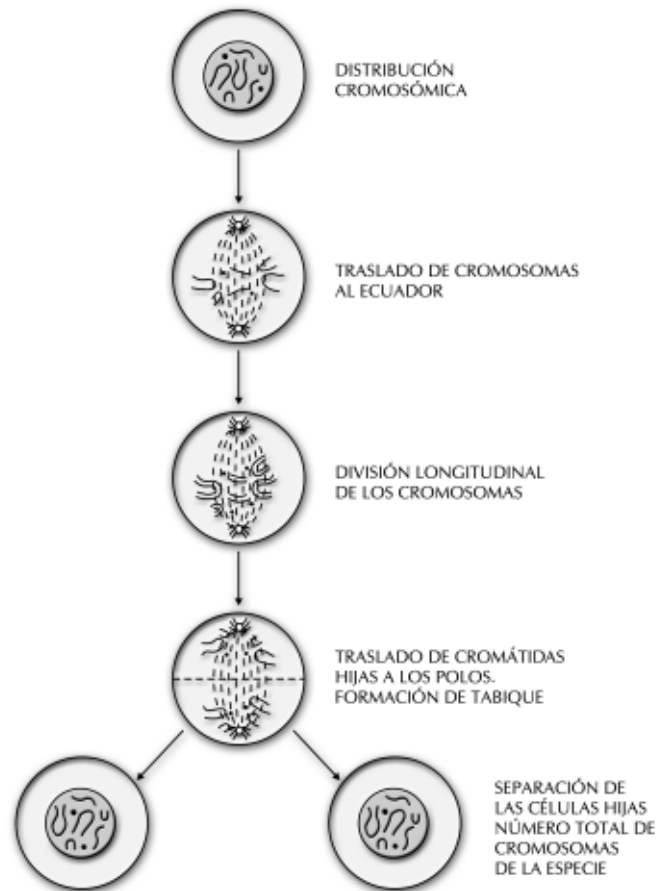 DISTRIBUCIÓN
CROMOSÓMICA
TRASLADO DE CROMOSOMAS
AL ECUADOR
DIVISIÓN LONGITUDINAL
DE LOS CROMOSOMAS
TRASLADO DE CROMÁTIDAS
HIJAS A LOS POLOS.
FORMACIÓN DE TABIQUE
SEPARACIÓN DE
LAS CÉLULAS HIJAS
NÚMERO TOTAL DE
CROMOSOMAS
DE LA ESPECIE